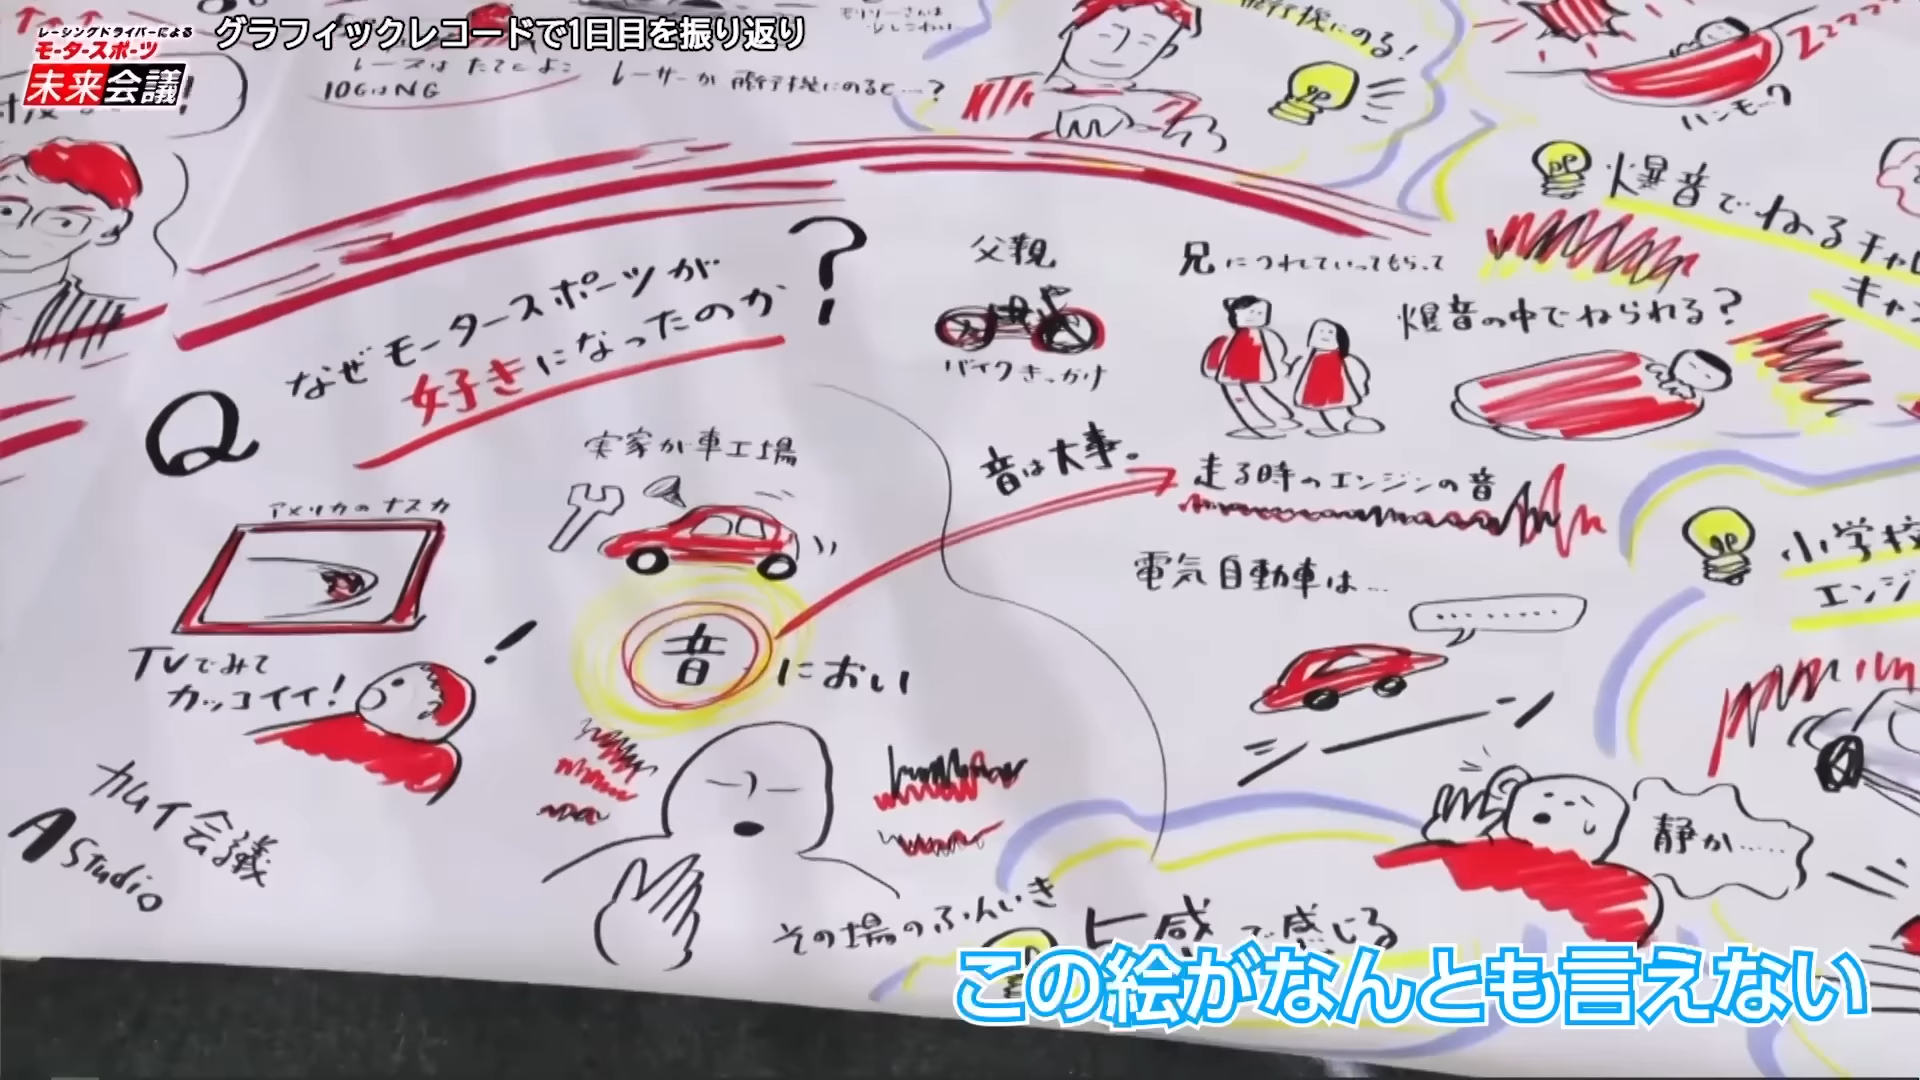 レーシングドライバーによる
モータースポーツ
未来会議
グラフィックレコードで1日目を振り返り
レースは たてとよこ
10GはNG
レーサーが 飛行機にのると…?
飛行機にのる!
Zzzzz
ハンモック
爆音でねるチャレ
キャン
なぜモータースポーツが
好きになったのか?
Q
父親
バイクきっかけ
兄につれていってもらって
爆音の中でねられる?
実家が車工場
音は大事。
走る時のエンジンの音
アメリカのナスカ
電気自動車は…
小学校
エンジ
音 におい
TVでみて
カッコイイ!
カムイ会議
A STUDIO
静か……
その場のふんいき
五感で感じる
この絵がなんとも言えない